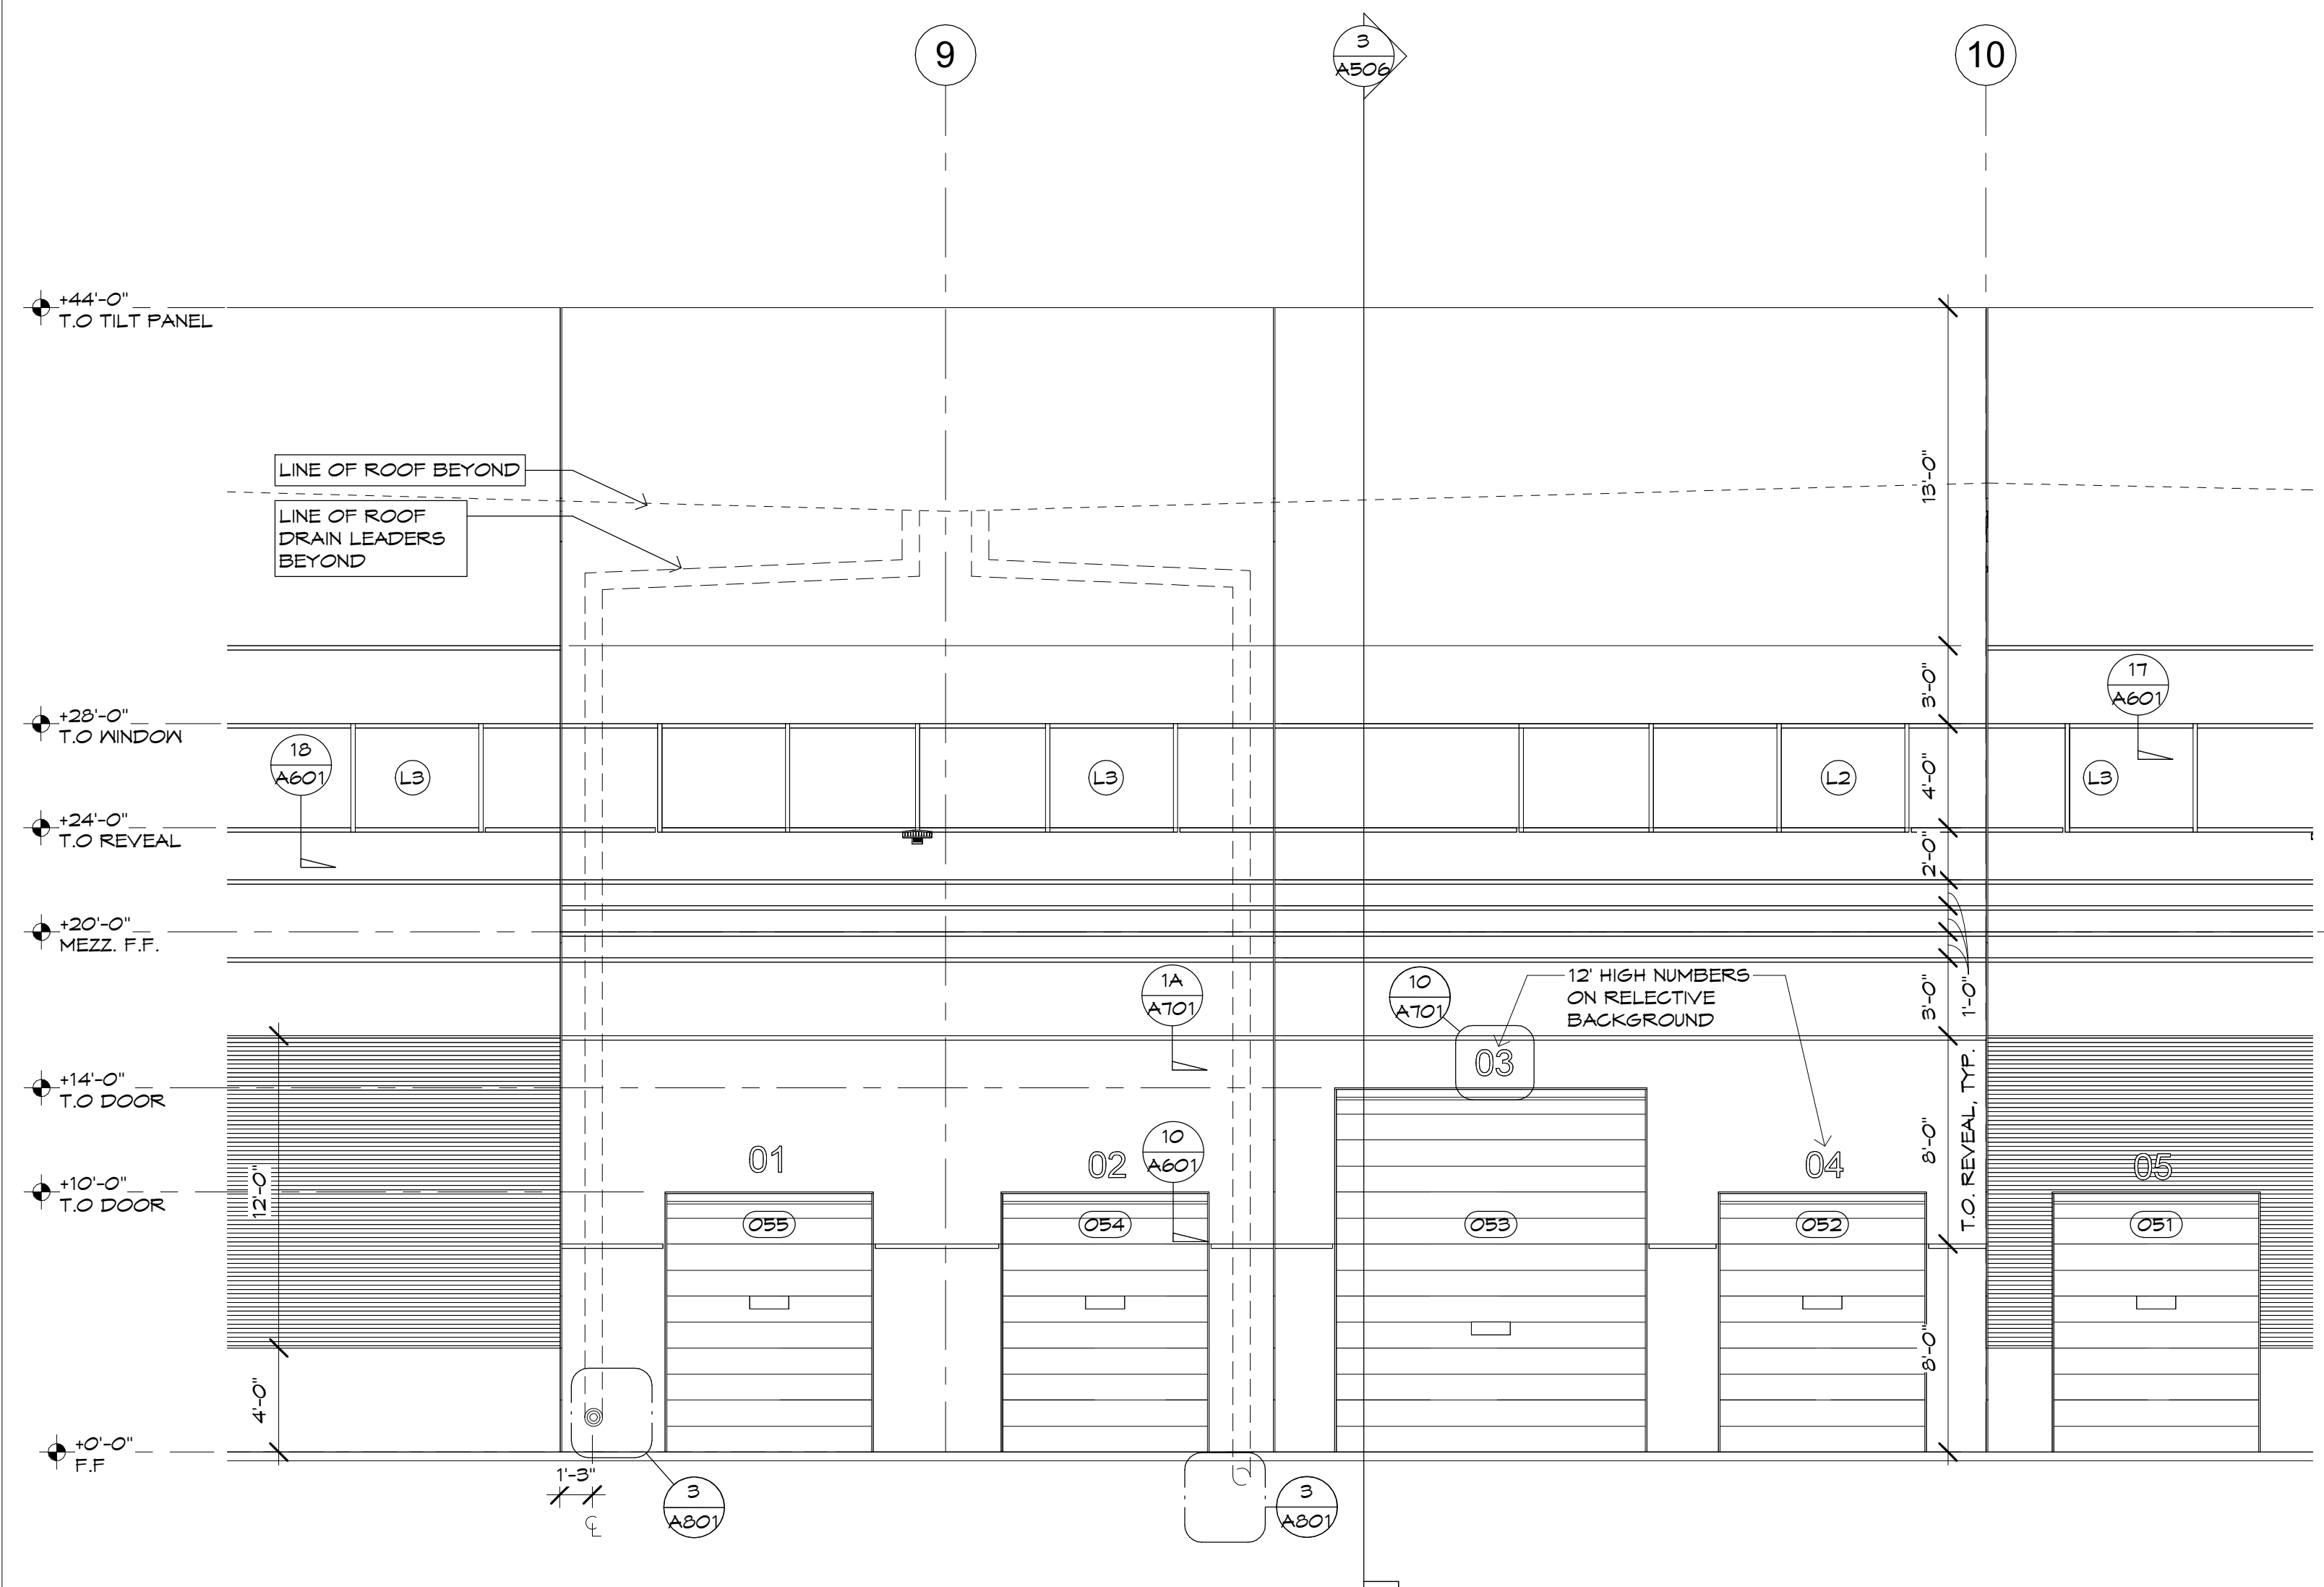 9
3
A506
10
+44'-0"
T.O TILT PANEL
LINE OF ROOF BEYOND
LINE OF ROOF
DRAIN LEADERS
BEYOND
13'-0"
3'-0"
17
A601
+28'-0"
T.O WINDOW
18
A601
L3
L3
L2
4'-0"
L3
+24'-0"
T.O REVEAL
2'-0"
+20'-0"
MEZZ. F.F.
1A
A701
10
A701
12' HIGH NUMBERS
ON RELECTIVE
BACKGROUND
3'-0"
1'-0"
03
+14'-0"
T.O DOOR
T.O. REVEAL, TYP.
8'-0"
01
02
10
A601
04
05
+10'-0"
T.O DOOR
12'-0"
055
054
053
052
051
8'-0"
4'-0"
+0'-0"
F.F
1'-3"
3
A801
3
A801
CL